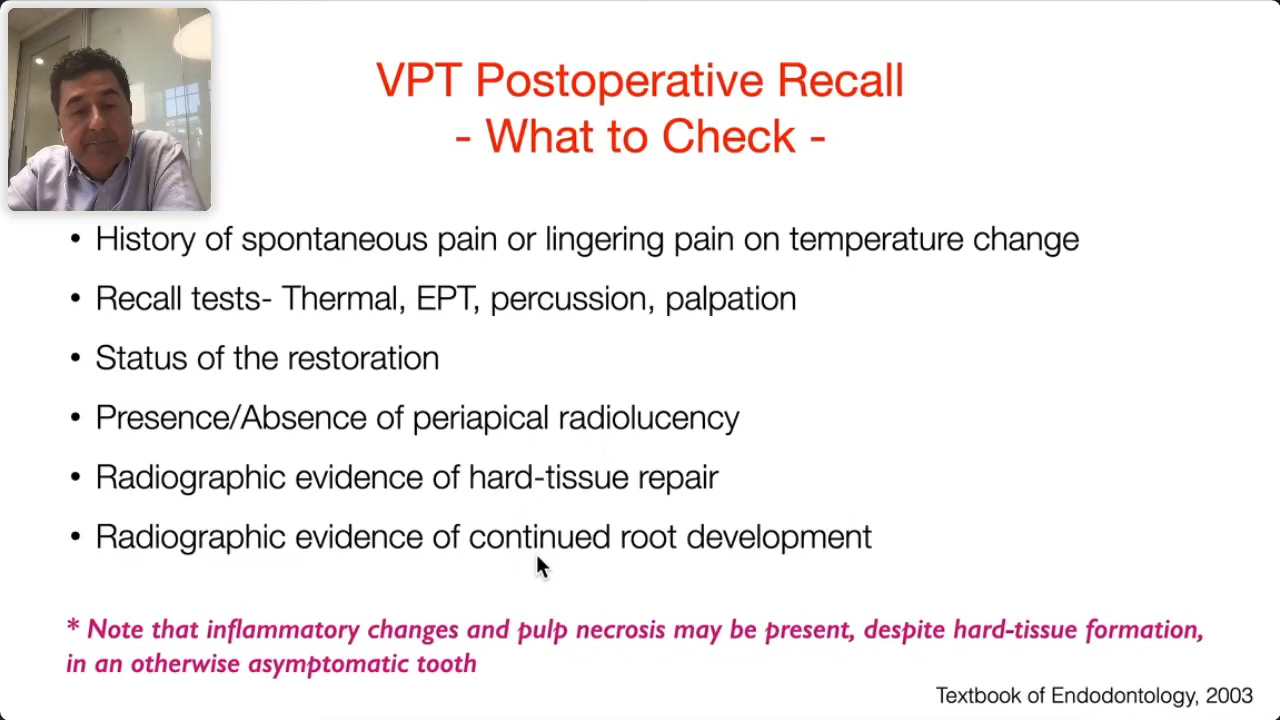 VPT Postoperative Recall
- What to Check -
• History of spontaneous pain or lingering pain on temperature change
• Recall tests- Thermal, EPT, percussion, palpation
• Status of the restoration
• Presence/Absence of periapical radiolucency
• Radiographic evidence of hard-tissue repair
• Radiographic evidence of continued root development
* Note that inflammatory changes and pulp necrosis may be present, despite hard-tissue formation,
in an otherwise asymptomatic tooth
Textbook of Endodontology, 2003